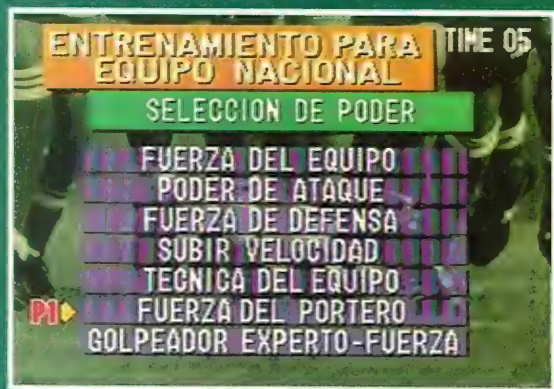 ENTRENAMIENTO PARA
EQUIPO NACIONAL
TIME 05
SELECCION DE PODER
FUERZA DEL EQUIPO
PODER DE ATAQUE
FUERZA DE DEFENSA
SUBIR VELOCIDAD
TECNICA DEL EQUIPO
P1 FUERZA DEL PORTERO
GOLPEADOR EXPERTO-FUERZA